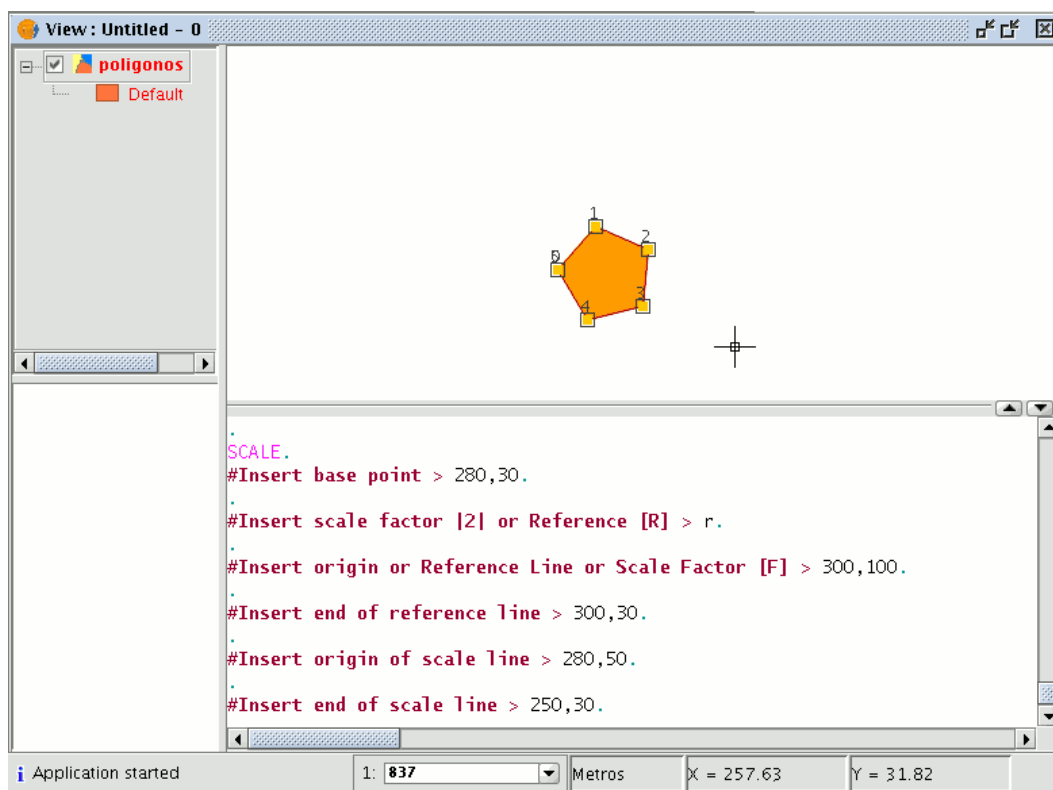 View : Untitled - 0
poligonos
Default
1
2
3
4
.
SCALE.
#Insert base point > 280,30.
.
#Insert scale factor |2| or Reference [R] > r.
.
#Insert origin or Reference Line or Scale Factor [F] > 300,100.
.
#Insert end of reference line > 300,30.
.
#Insert origin of scale line > 280,50.
.
#Insert end of scale line > 250,30.
i Application started
1: 837
Metros
X = 257.63
Y = 31.82